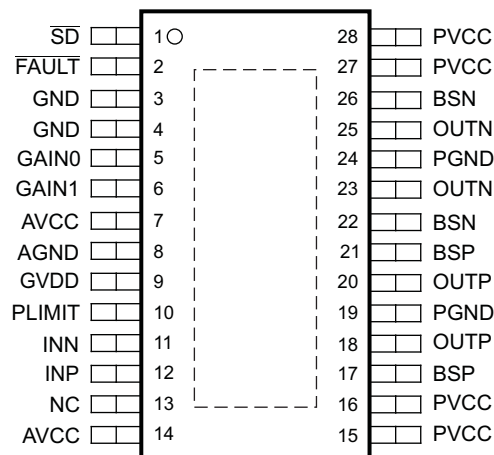 S̅D̅ 1 28 PVCC
F̅A̅U̅L̅T̅ 2 27 PVCC
GND 3 26 BSN
GND 4 25 OUTN
GAIN0 5 24 PGND
GAIN1 6 23 OUTN
AVCC 7 22 BSN
AGND 8 21 BSP
GVDD 9 20 OUTP
PLIMIT 10 19 PGND
INN 11 18 OUTP
INP 12 17 BSP
NC 13 16 PVCC
AVCC 14 15 PVCC